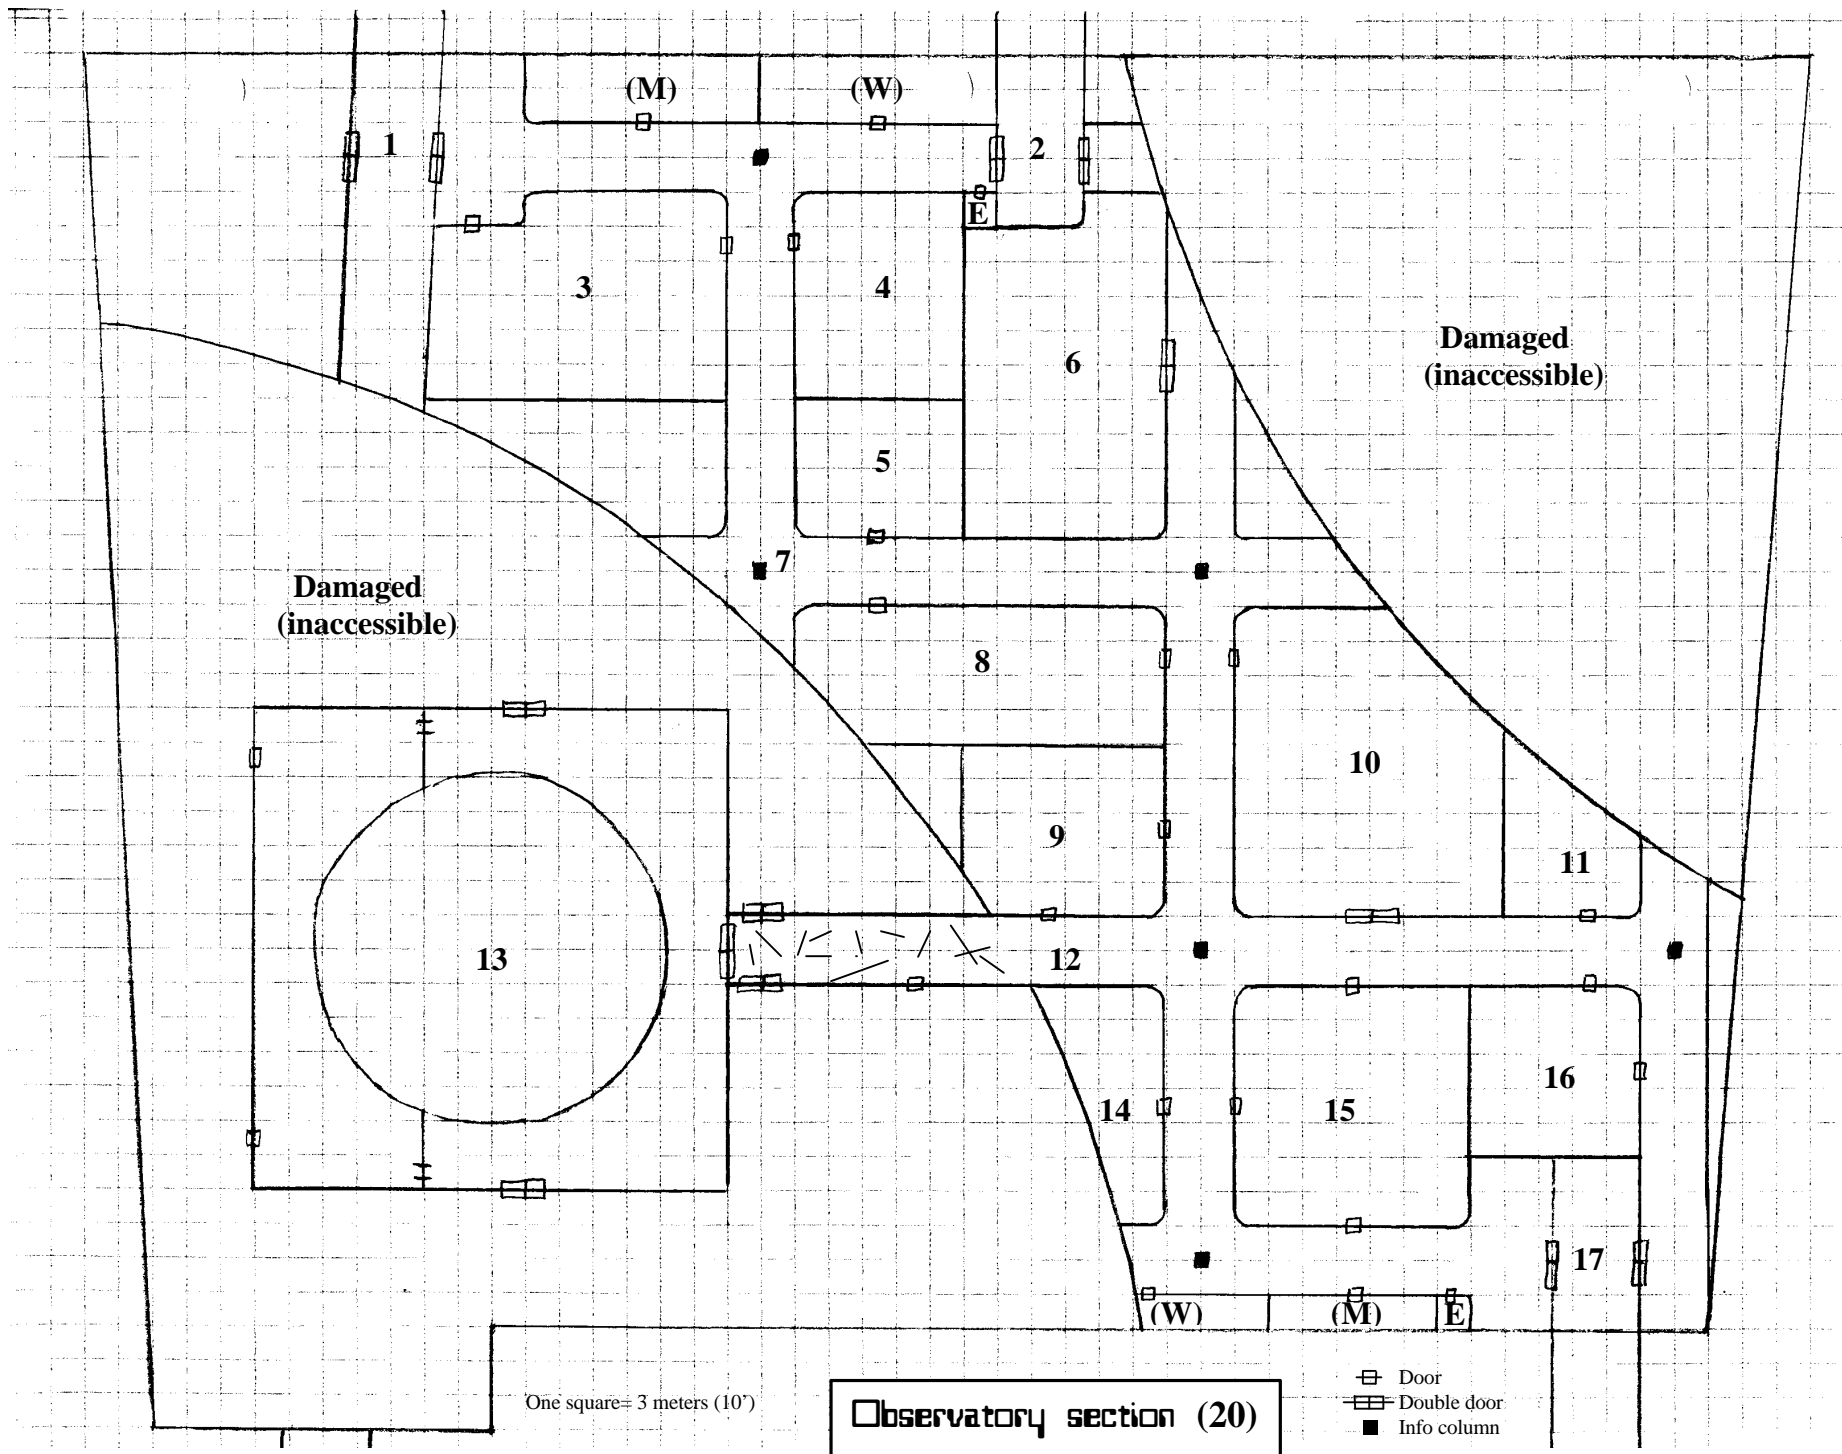 (M)
(W)
1
2
E
3
4
6
Damaged
(inaccessible)
5
7
Damaged
(inaccessible)
8
10
9
11
13
12
16
14
15
17
(W)
(M)
E
One square= 3 meters (10’)
Observatory section (20)
Door
Double door
Info column